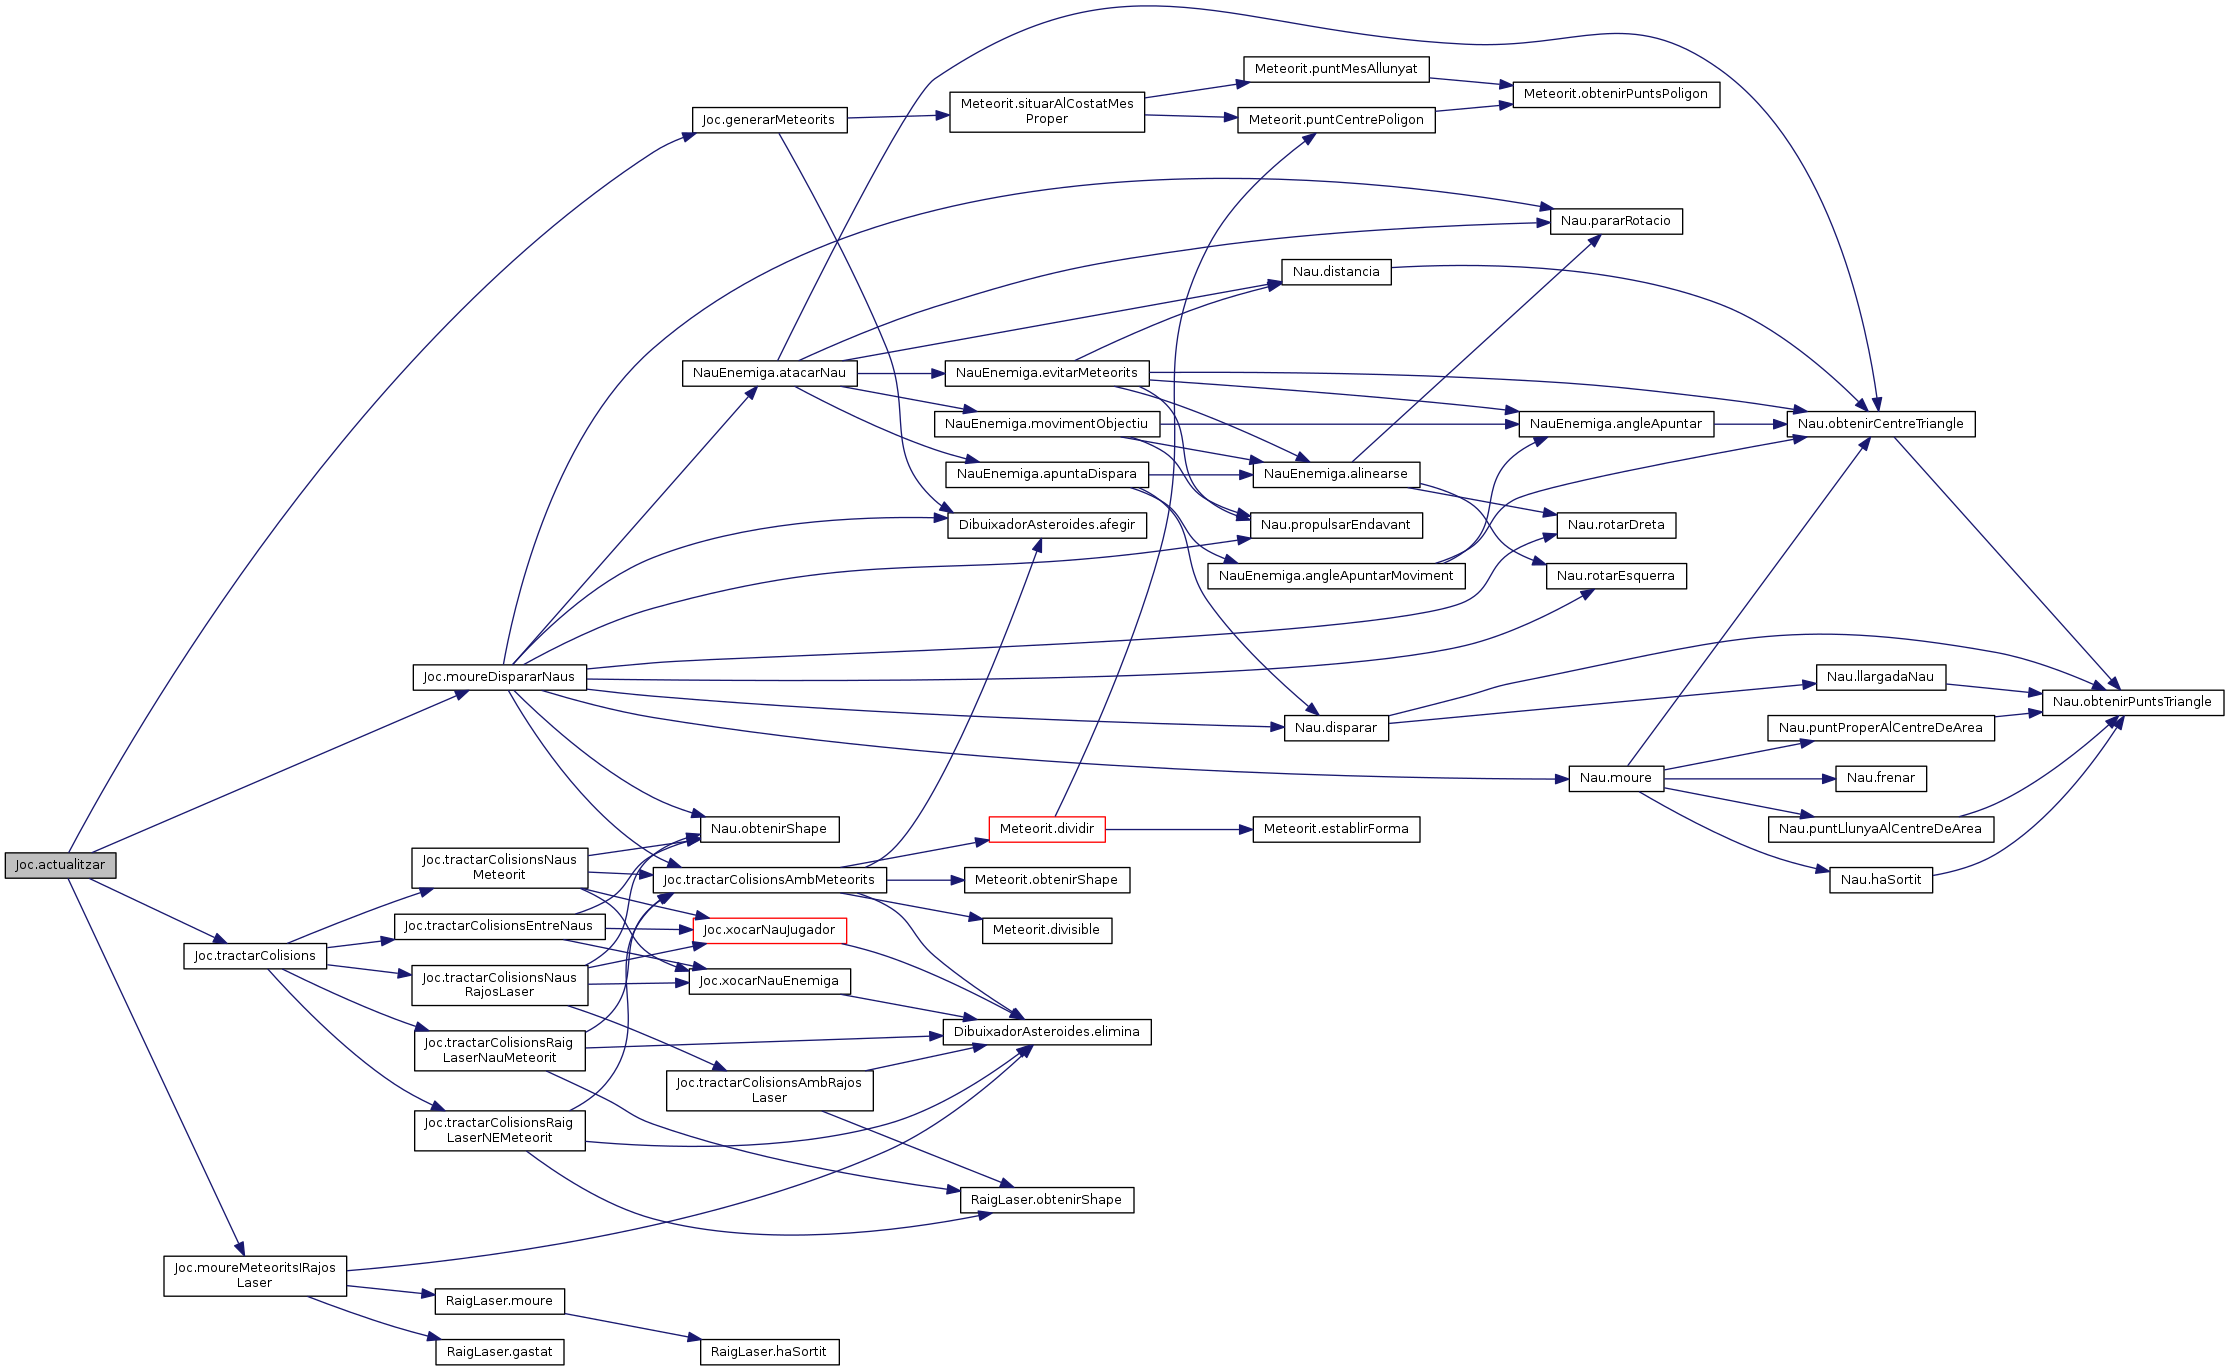 Meteorit.puntMesAllunyat
Meteorit.obtenirPuntsPoligon
Joc.generarMeteorits
Meteorit.situarAlCostatMes
Proper
Meteorit.puntCentrePoligon
Nau.pararRotacio
Nau.distancia
NauEnemiga.atacarNau
NauEnemiga.evitarMeteorits
NauEnemiga.movimentObjectiu
NauEnemiga.angleApuntar
Nau.obtenirCentreTriangle
NauEnemiga.apuntaDispara
NauEnemiga.alinearse
DibuixadorAsteroides.afegir
Nau.propulsarEndavant
Nau.rotarDreta
NauEnemiga.angleApuntarMoviment
Nau.rotarEsquerra
Joc.moureDispararNaus
Nau.llargadaNau
Nau.obtenirPuntsTriangle
Nau.disparar
Nau.puntProperAlCentreDeArea
Nau.moure
Nau.frenar
Nau.obtenirShape
Meteorit.dividir
Meteorit.establirForma
Nau.puntLlunyaAlCentreDeArea
Joc.actualitzar
Joc.tractarColisionsNaus
Meteorit
Joc.tractarColisionsAmbMeteorits
Meteorit.obtenirShape
Nau.haSortit
Joc.tractarColisionsEntreNaus
Joc.xocarNauJugador
Meteorit.divisible
Joc.tractarColisions
Joc.tractarColisionsNaus
RajosLaser
Joc.xocarNauEnemiga
Joc.tractarColisionsRaig
LaserNauMeteorit
DibuixadorAsteroides.elimina
Joc.tractarColisionsAmbRajos
Laser
Joc.tractarColisionsRaig
LaserNEMeteorit
RaigLaser.obtenirShape
Joc.moureMeteoritsIRajos
Laser
RaigLaser.moure
RaigLaser.gastat
RaigLaser.haSortit